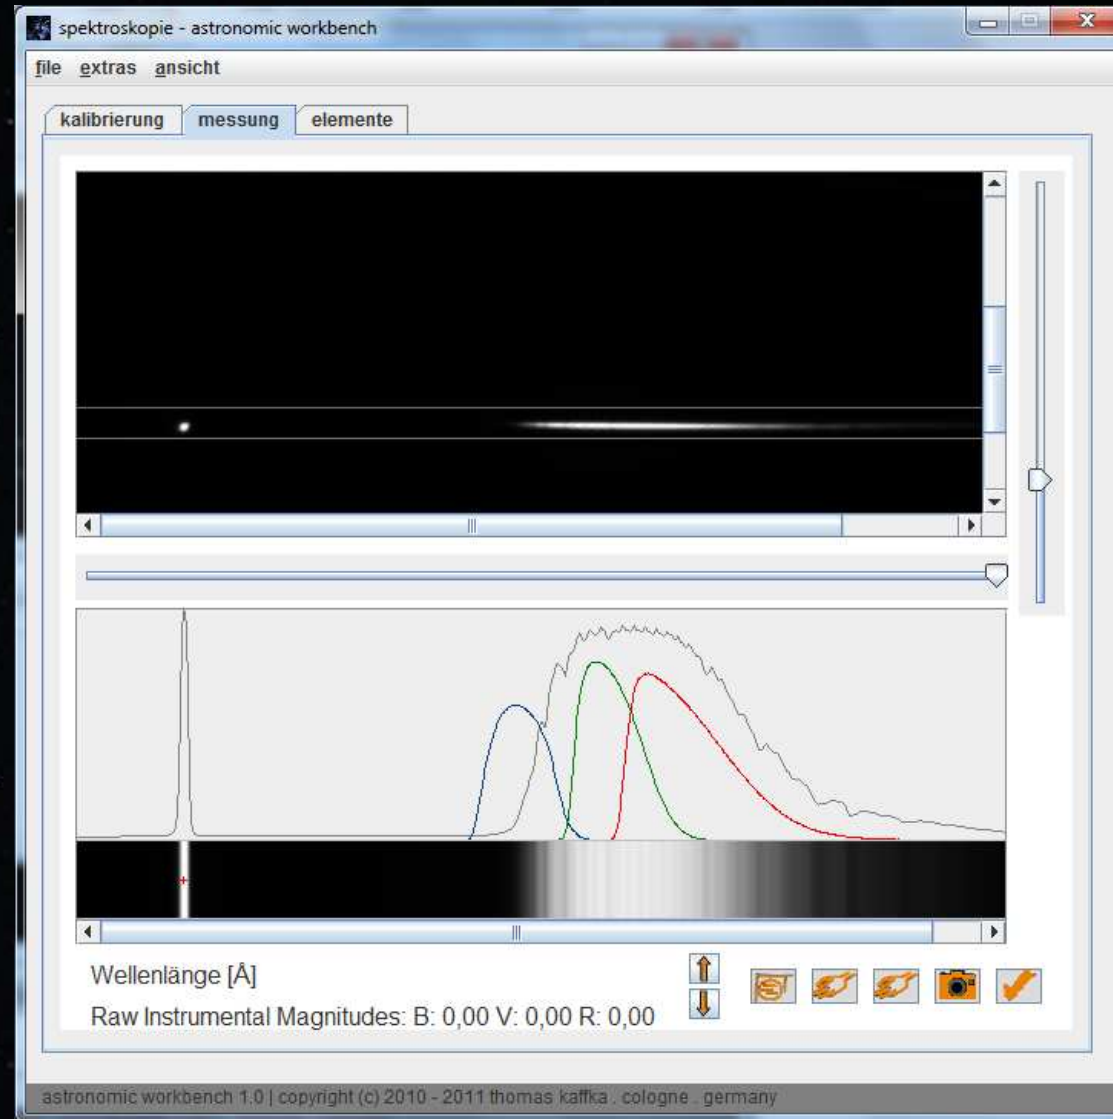 spektroskopie - astronomic workbench
file extras ansicht
kalibrierung messung elemente
Wellenlänge [Å]
Raw Instrumental Magnitudes: B: 0,00 V: 0,00 R: 0,00
astronomic workbench 1.0 | copyright (c) 2010 - 2011 thomas kaffka . cologne . germany